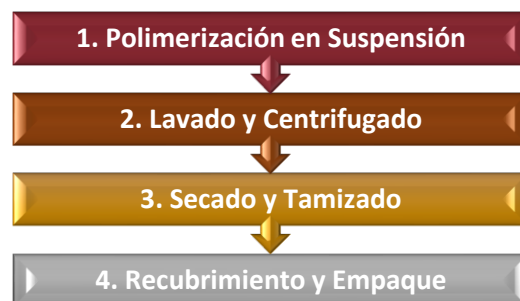 1. Polimerización en Suspensión
2. Lavado y Centrifugado
3. Secado y Tamizado
4. Recubrimiento y Empaque